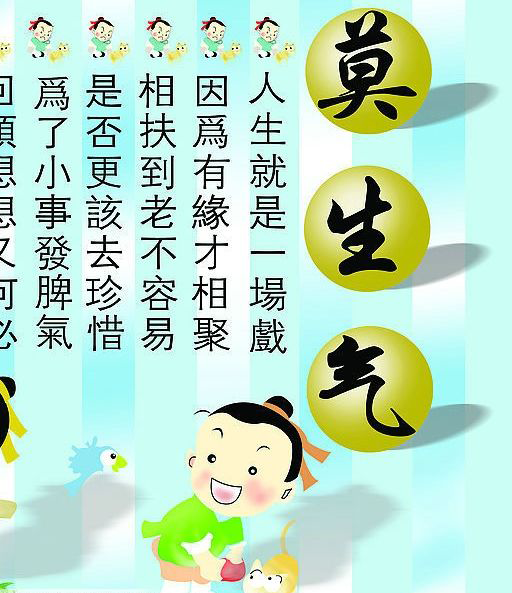 莫生气
人生就是一場戲
因爲有緣才相聚
相扶到老不容易
是否更該去珍惜
爲了小事發脾氣
回頭想想又何必